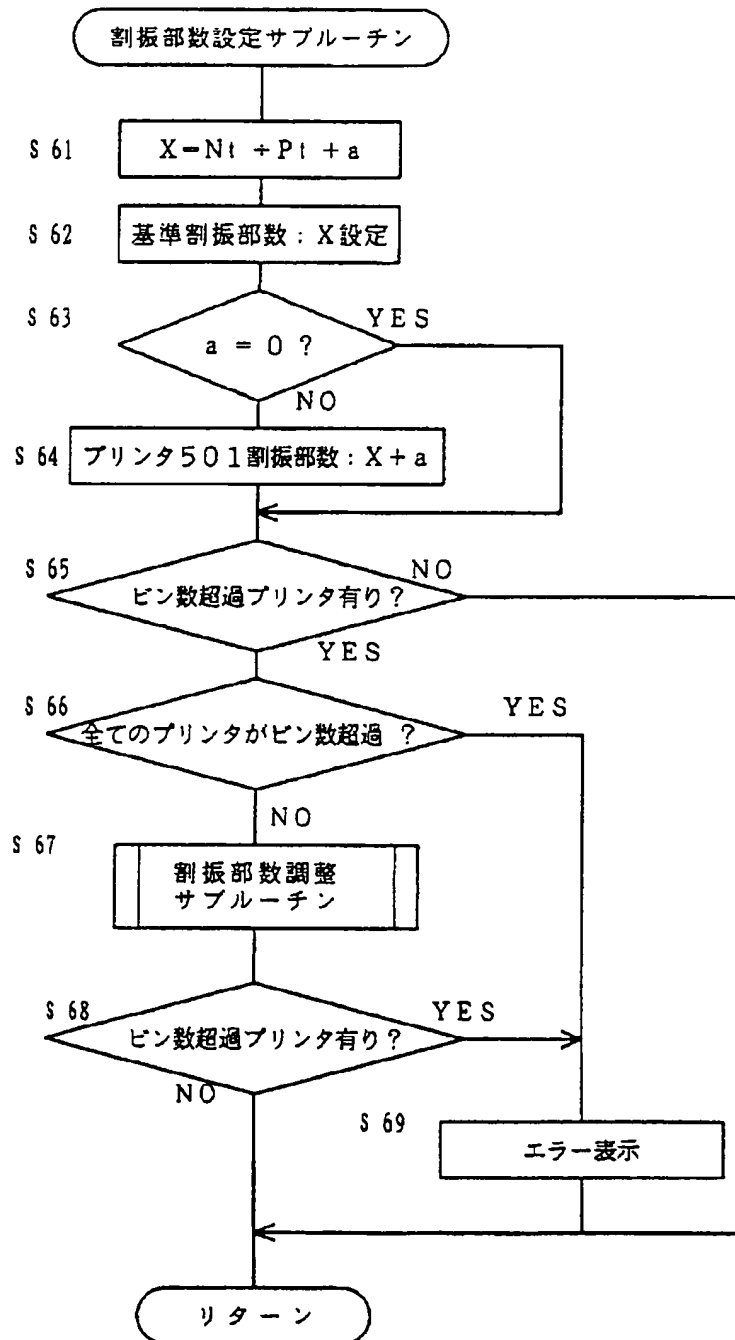 割振部数設定サブルーチン
S 61
X=Nt÷Pt+a
S 62
基準割振部数:X設定
S 63
YES
a = 0 ?
NO
S 64
プリンタ501割振部数:X+a
S 65
NO
ビン数超過プリンタ有り?
YES
S 66
YES
全てのプリンタがビン数超過 ?
NO
S 67
割振部数調整
サブルーチン
S 68
YES
ビン数超過プリンタ有り?
NO
S 69
エラー表示
リターン